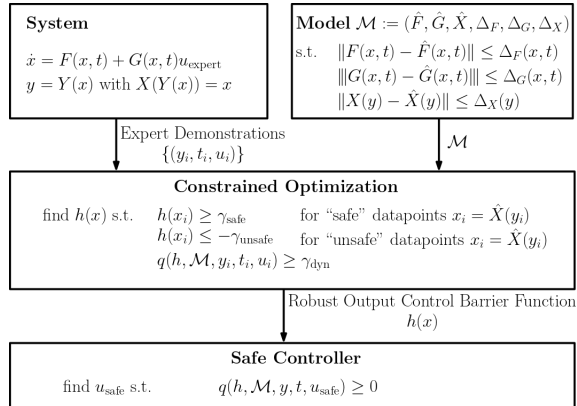 System
ẋ = F(x, t) + G(x, t)u_expert
y = Y(x) with X(Y(x)) = x
Model ℳ := (F̂, Ĝ, X̂, Δ_F, Δ_G, Δ_X)
s.t. ‖F(x, t) − F̂(x, t)‖ ≤ Δ_F(x, t)
⦀G(x, t) − Ĝ(x, t)⦀ ≤ Δ_G(x, t)
‖X(y) − X̂(y)‖ ≤ Δ_X(y)
Expert Demonstrations
{(y_i, t_i, u_i)}
ℳ
Constrained Optimization
find h(x) s.t. h(x_i) ≥ γ_safe for “safe” datapoints x_i = X̂(y_i)
h(x_i) ≤ −γ_unsafe for “unsafe” datapoints x_i = X̂(y_i)
q(h, ℳ, y_i, t_i, u_i) ≥ γ_dyn
Robust Output Control Barrier Function
h(x)
Safe Controller
find u_safe s.t. q(h, ℳ, y, t, u_safe) ≥ 0